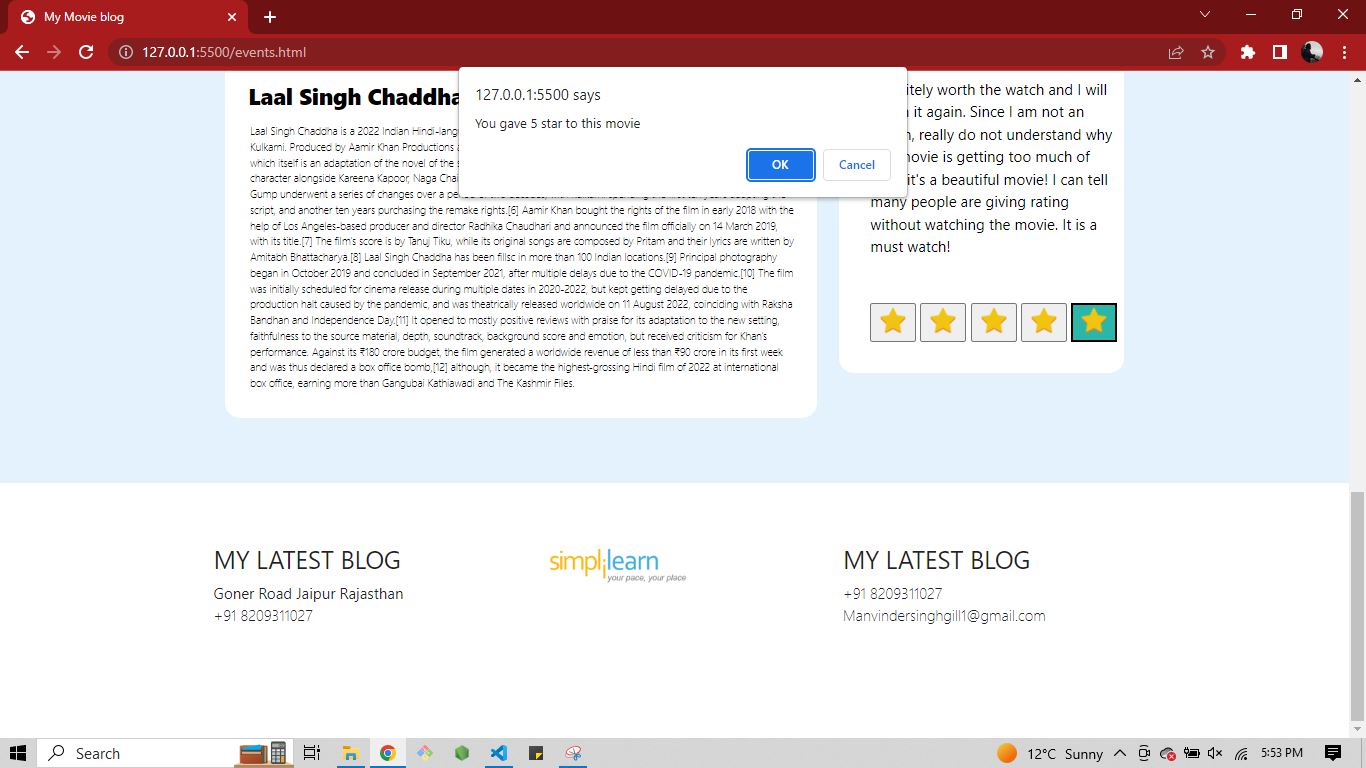 My Movie blog
127.0.0.1:5500/events.html
127.0.0.1:5500 says
You gave 5 star to this movie
OK
Cancel
Laal Singh Chaddha
Laal Singh Chaddha is a 2022 Indian Hindi-lang
Kulkarni. Produced by Aamir Khan Productions
which itself is an adaptation of the novel of the
character alongside Kareena Kapoor, Naga Chai
Gump underwent a series of changes over a
script, and another ten years purchasing the remake rights.[6] Aamir Khan bought the rights of the film in early 2018 with the
help of Los Angeles-based producer and director Radhika Chaudhari and announced the film officially on 14 March 2019,
with its title.[7] The film's score is by Tanuj Tiku, while its original songs are composed by Pritam and their lyrics are written by
Amitabh Bhattacharya.[8] Laal Singh Chaddha has been fillsc in more than 100 Indian locations.[9] Principal photography
began in October 2019 and concluded in September 2021, after multiple delays due to the COVID-19 pandemic.[10] The film
was initially scheduled for cinema release during multiple dates in 2020-2022, but kept getting delayed due to the
production halt caused by the pandemic, and was theatrically released worldwide on 11 August 2022, coinciding with Raksha
Bandhan and Independence Day.[11] It opened to mostly positive reviews with praise for its adaptation to the new setting,
faithfulness to the source material; depth, soundtrack, background score and emotion, but received criticism for Khan's
performance. Against its ₹180 crore budget, the film generated a worldwide revenue of less than ₹90 crore in its first week
and was thus declared a box office bomb,[12] although, it became the highest-grossing Hindi film of 2022 at international
box office, earning more than Gangubai Kathiawadi and The Kashmir Files.
itely worth the watch and I will
it again. Since I am not an
, really do not understand why
ovie is getting too much of
it's a beautiful movie! I can tell
many people are giving rating
without watching the movie. It is a
must watch!
MY LATEST BLOG
Goner Road Jaipur Rajasthan
+91 8209311027
simplilearn
your pace, your place
MY LATEST BLOG
+91 8209311027
Manvindersinghgill1@gmail.com
Search
12°C Sunny
5:53 PM